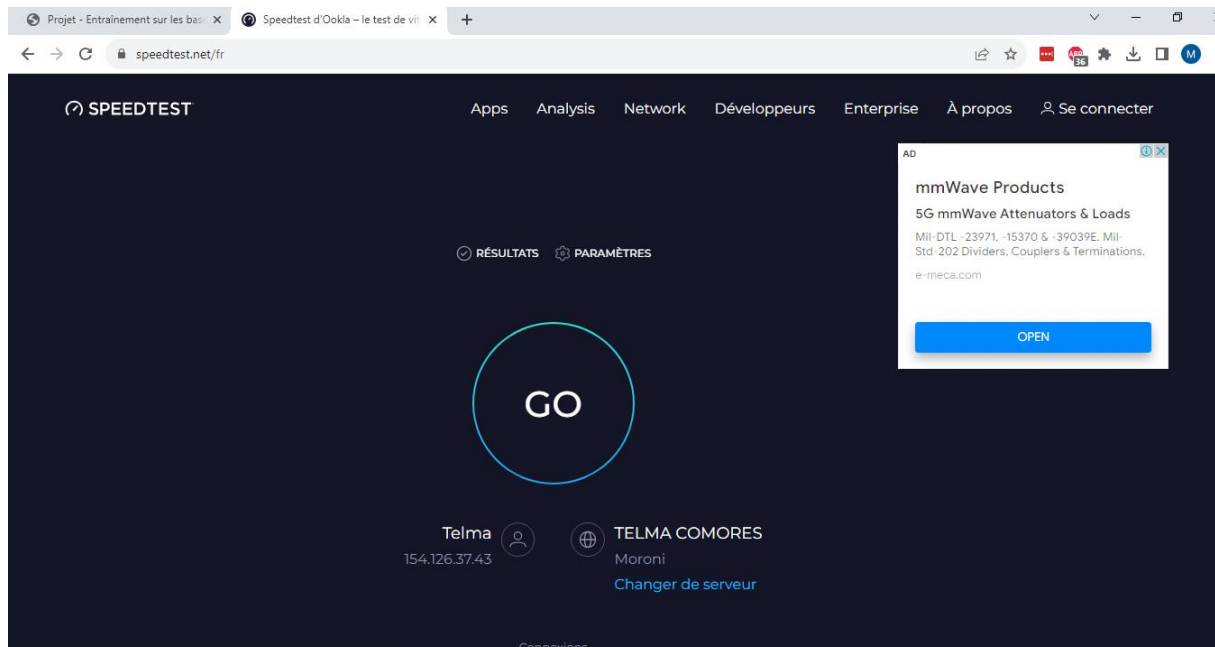 Projet - Entraînement sur les bas
Speedtest d'Ookla – le test de vi
speedtest.net/fr
ABP
36
M
SPEEDTEST
Apps Analysis Network Développeurs Enterprise À propos Se connecter
AD
mmWave Products
5G mmWave Attenuators & Loads
Mil-DTL -23971, -15370 & -39039E. Mil-
Std-202 Dividers, Couplers & Terminations.
e-meca.com
OPEN
RÉSULTATS PARAMÈTRES
GO
Telma
154.126.37.43
TELMA COMORES
Moroni
Changer de serveur
Connexions